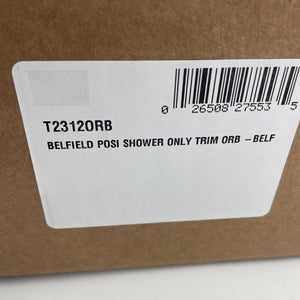 0 26508 27553 5
T2312ORB
BELFIELD POSI SHOWER ONLY TRIM ORB –BELF